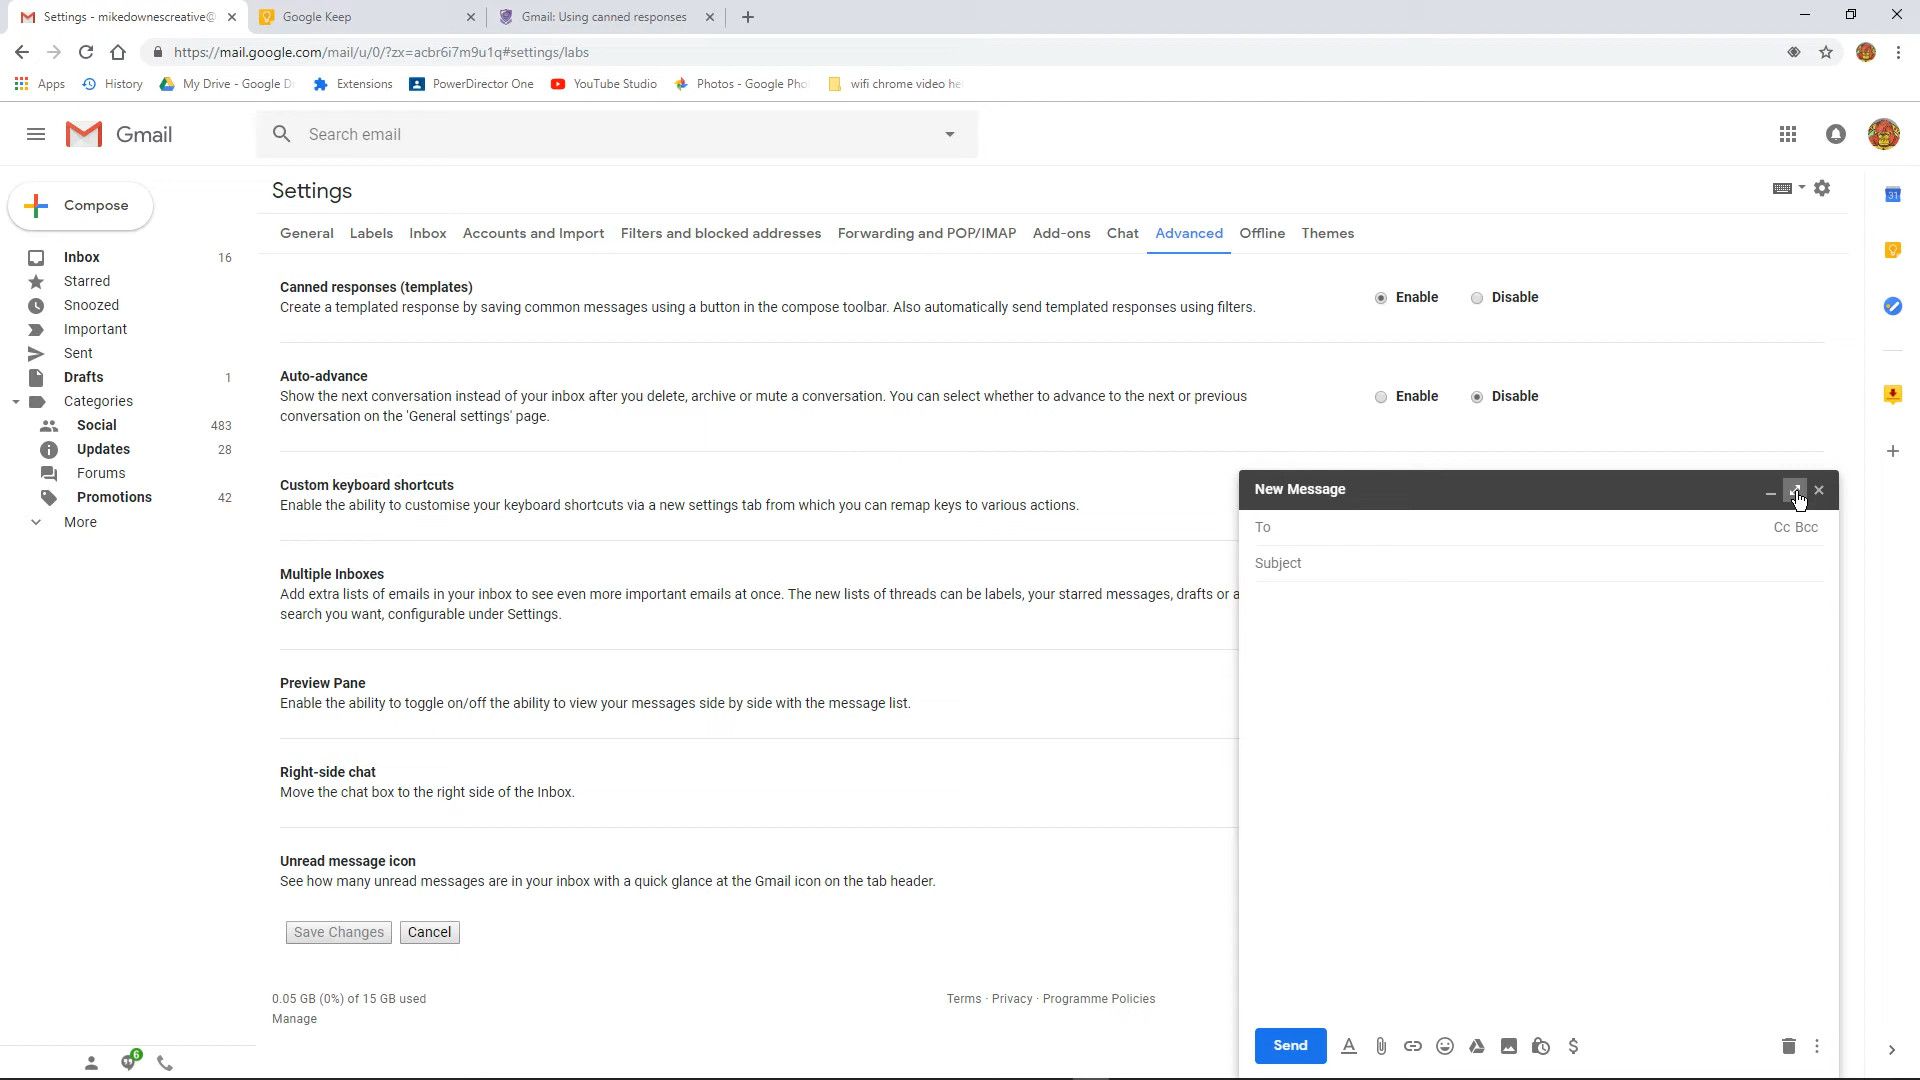 Settings - mikedownescreative@
Google Keep
Gmail: Using canned responses
https://mail.google.com/mail/u/0/?zx=acbr6i7m9u1q#settings/labs
Apps
History
My Drive - Google D
Extensions
PowerDirector One
YouTube Studio
Photos - Google Pho
wifi chrome video he
Gmail
Search email
Compose
Inbox 16
Starred
Snoozed
Important
Sent
Drafts 1
Categories
Social 483
Updates 28
Forums
Promotions 42
More
6
Settings
General Labels Inbox Accounts and Import Filters and blocked addresses Forwarding and POP/IMAP Add-ons Chat Advanced Offline Themes
Canned responses (templates)
Create a templated response by saving common messages using a button in the compose toolbar. Also automatically send templated responses using filters.
Enable Disable
Auto-advance
Show the next conversation instead of your inbox after you delete, archive or mute a conversation. You can select whether to advance to the next or previous
conversation on the 'General settings' page.
Enable Disable
Custom keyboard shortcuts
Enable the ability to customise your keyboard shortcuts via a new settings tab from which you can remap keys to various actions.
Multiple Inboxes
Add extra lists of emails in your inbox to see even more important emails at once. The new lists of threads can be labels, your starred messages, drafts or a
search you want, configurable under Settings.
Preview Pane
Enable the ability to toggle on/off the ability to view your messages side by side with the message list.
Right-side chat
Move the chat box to the right side of the Inbox.
Unread message icon
See how many unread messages are in your inbox with a quick glance at the Gmail icon on the tab header.
Save Changes Cancel
0.05 GB (0%) of 15 GB used
Manage
Terms · Privacy · Programme Policies
New Message
To Cc Bcc
Subject
Send
31